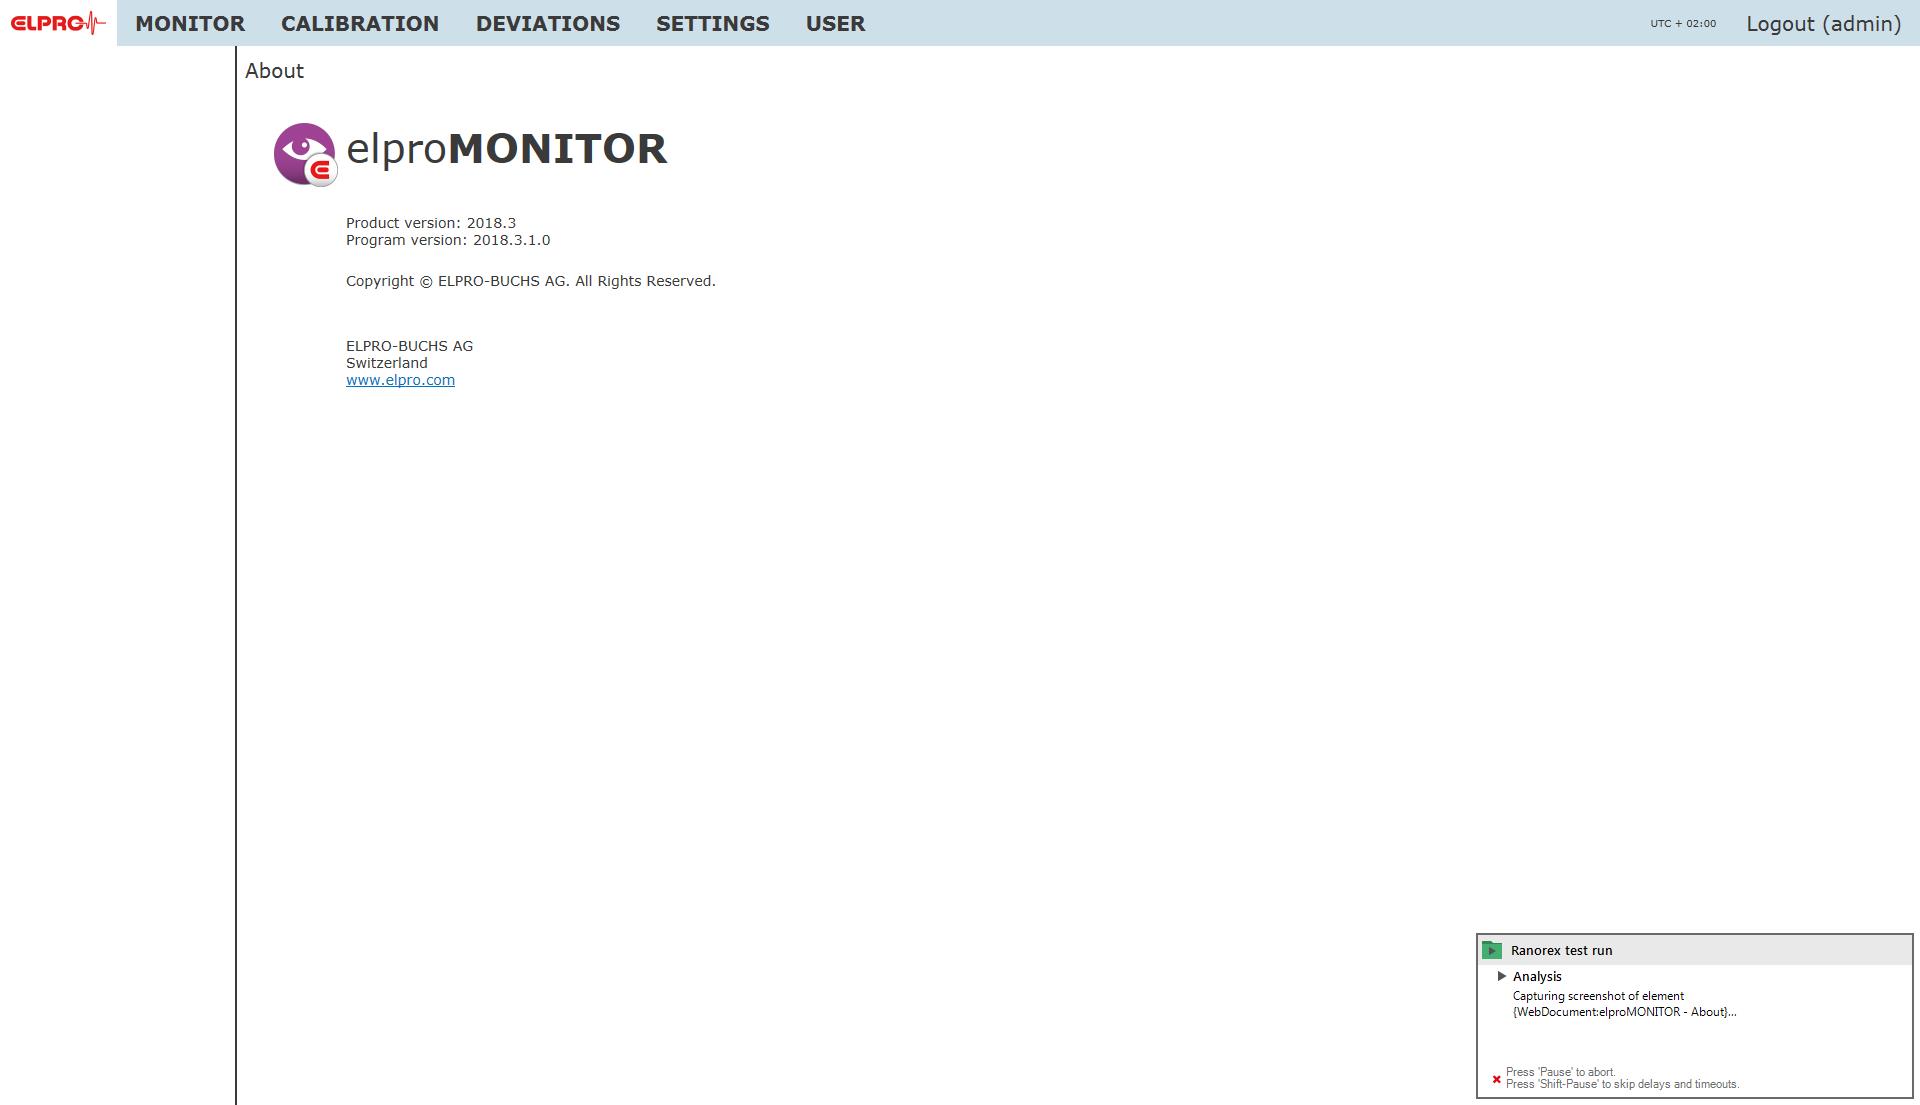 ELPRO MONITOR CALIBRATION DEVIATIONS SETTINGS USER UTC + 02:00 Logout (admin)
About
elproMONITOR
Product version: 2018.3
Program version: 2018.3.1.0
Copyright © ELPRO-BUCHS AG. All Rights Reserved.
ELPRO-BUCHS AG
Switzerland
www.elpro.com
Ranorex test run
Analysis
Capturing screenshot of element
{WebDocument:elproMONITOR - About}...
Press 'Pause' to abort.
Press 'Shift-Pause' to skip delays and timeouts.